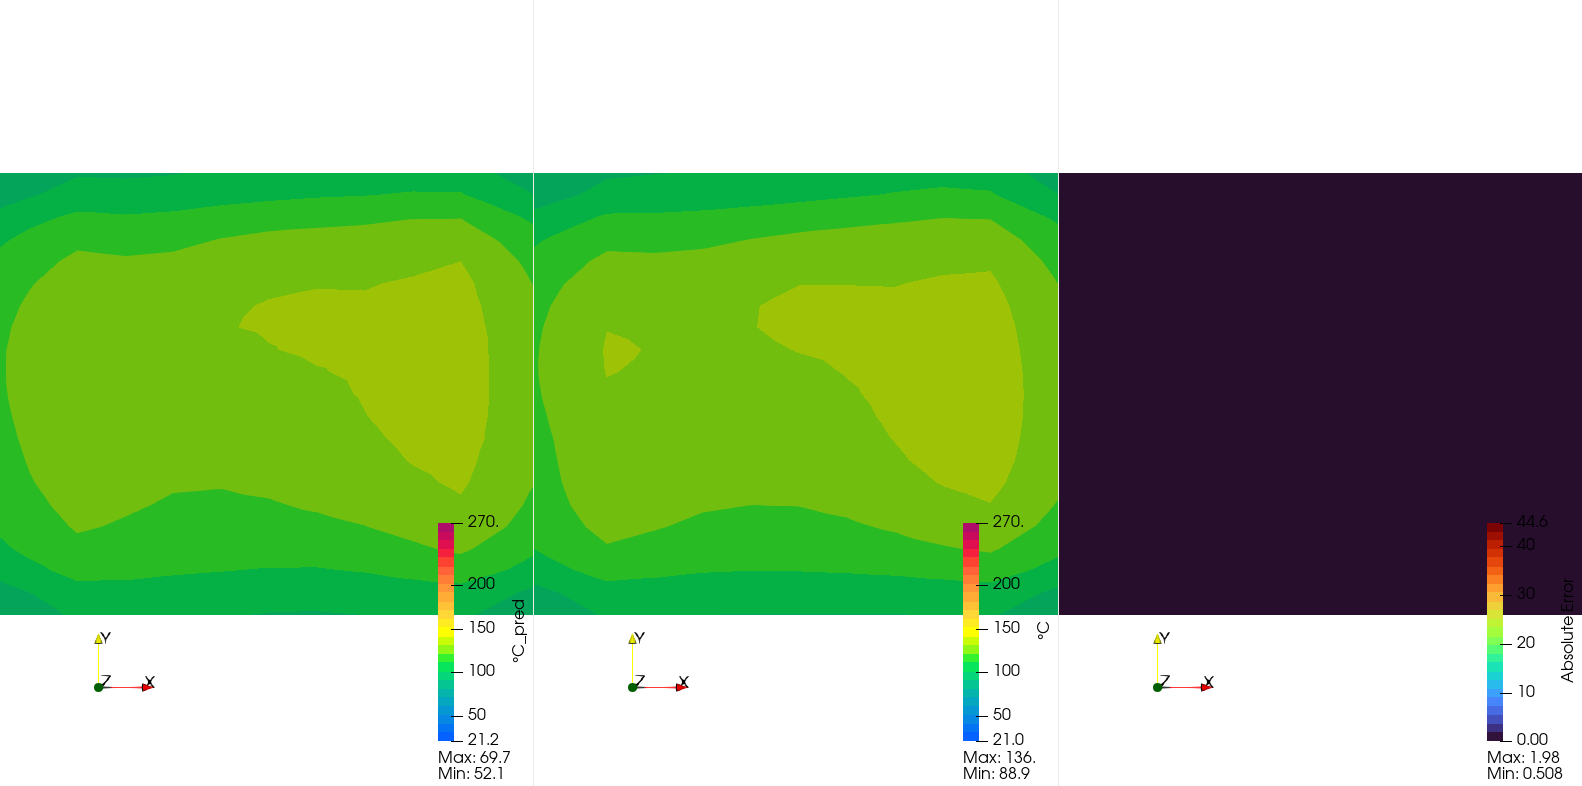 270.
200
150
100
50
21.2
°C_pred
Max: 69.7
Min: 52.1
Y
Z
X
270.
200
150
100
50
21.0
°C
Max: 136.
Min: 88.9
Y
Z
X
44.6
40
30
20
10
0.00
Absolute Error
Max: 1.98
Min: 0.508
Y
Z
X